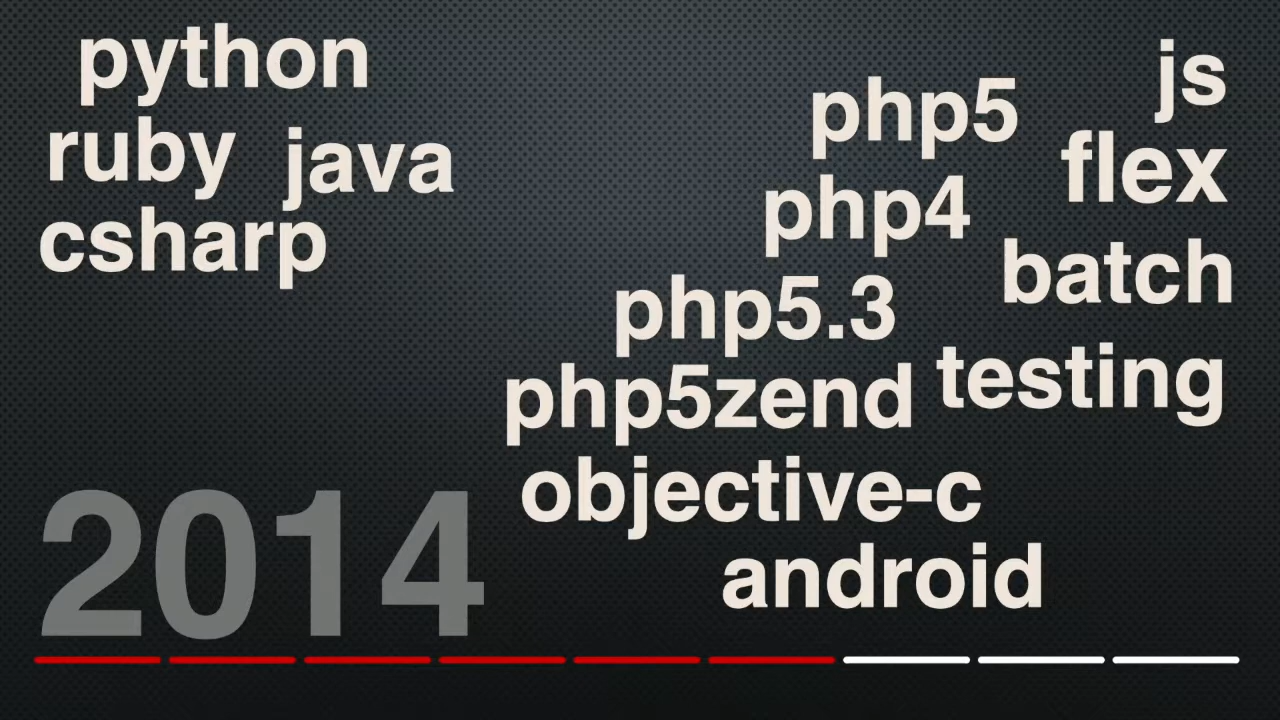 python
ruby java
csharp
js
php5
flex
php4
batch
php5.3
testing
php5zend
objective-c
android
2014